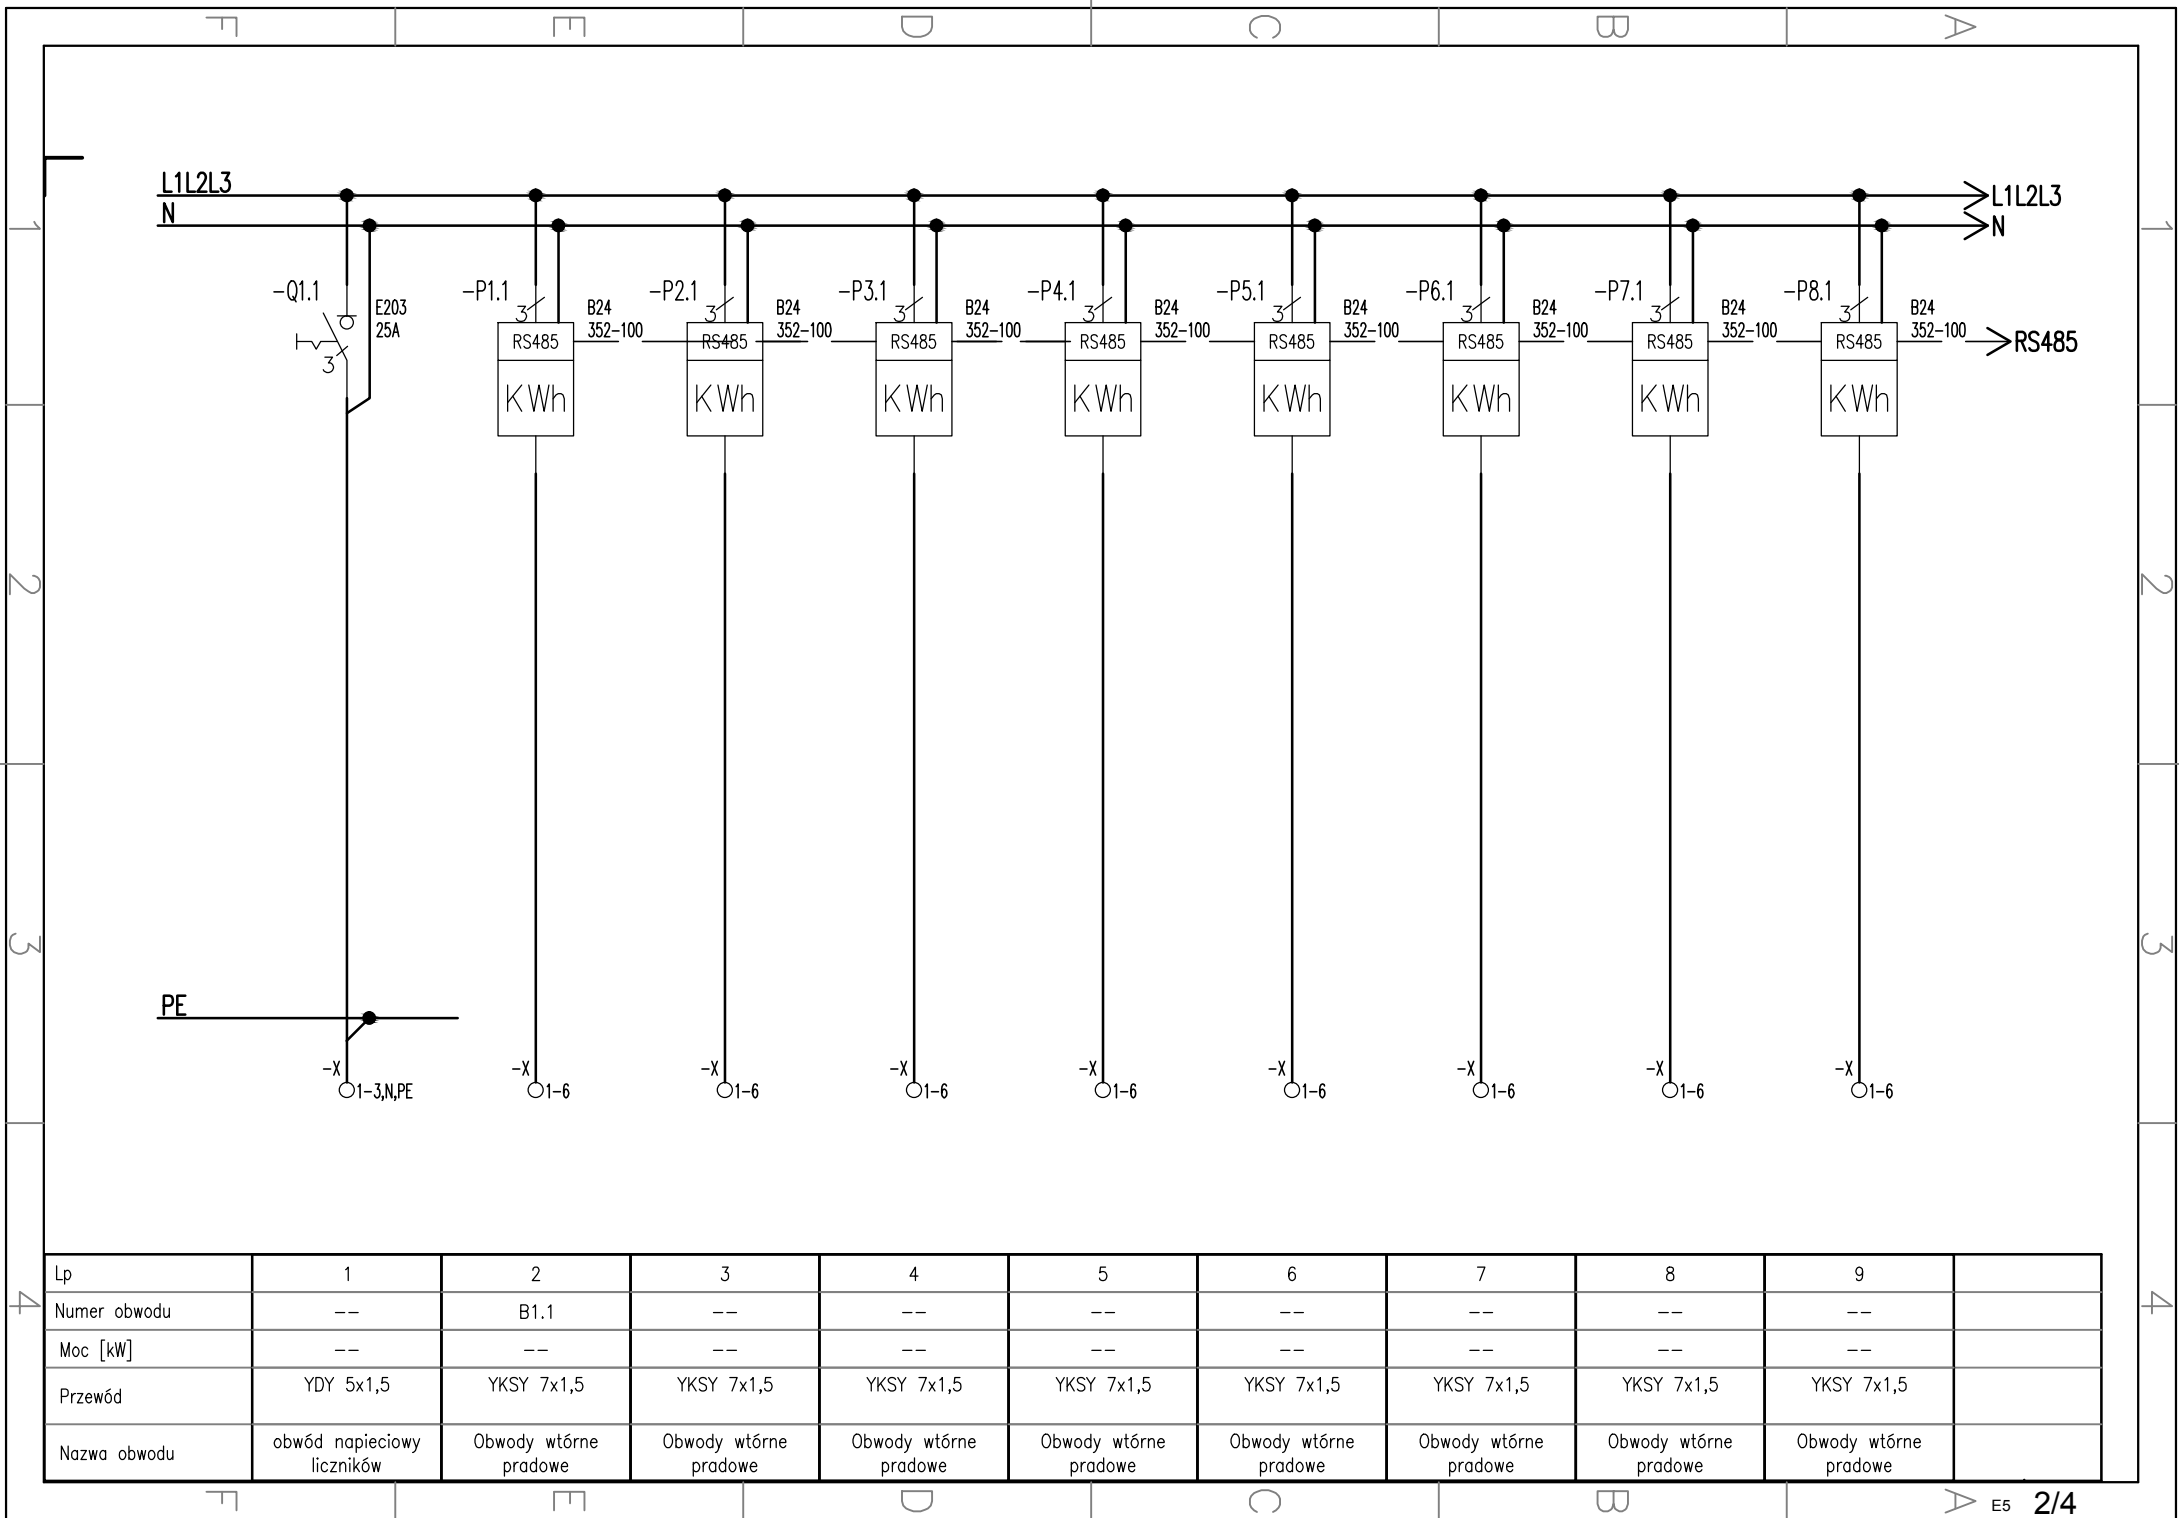 F E D C B A
L1L2L3
N
L1L2L3
N
1
1
-Q1.1
E203
25A
3
-P1.1
3
B24
352-100
RS485
KWh
-P2.1
3
B24
352-100
RS485
KWh
-P3.1
3
B24
352-100
RS485
KWh
-P4.1
3
B24
352-100
RS485
KWh
-P5.1
3
B24
352-100
RS485
KWh
-P6.1
3
B24
352-100
RS485
KWh
-P7.1
3
B24
352-100
RS485
KWh
-P8.1
3
B24
352-100
RS485
KWh
RS485
2
2
3
3
PE
-X
1-3,N,PE
-X
1-6
-X
1-6
-X
1-6
-X
1-6
-X
1-6
-X
1-6
-X
1-6
-X
1-6
4
4
Lp 1 2 3 4 5 6 7 8 9
Numer obwodu -- B1.1 -- -- -- -- -- -- --
Moc [kW] -- -- -- -- -- -- -- -- --
Przewód YDY 5x1,5 YKSY 7x1,5 YKSY 7x1,5 YKSY 7x1,5 YKSY 7x1,5 YKSY 7x1,5 YKSY 7x1,5 YKSY 7x1,5 YKSY 7x1,5
Nazwa obwodu
obwód napieciowy
liczników
Obwody wtórne
pradowe
Obwody wtórne
pradowe
Obwody wtórne
pradowe
Obwody wtórne
pradowe
Obwody wtórne
pradowe
Obwody wtórne
pradowe
Obwody wtórne
pradowe
Obwody wtórne
pradowe
F E D C B A
E5 2/4